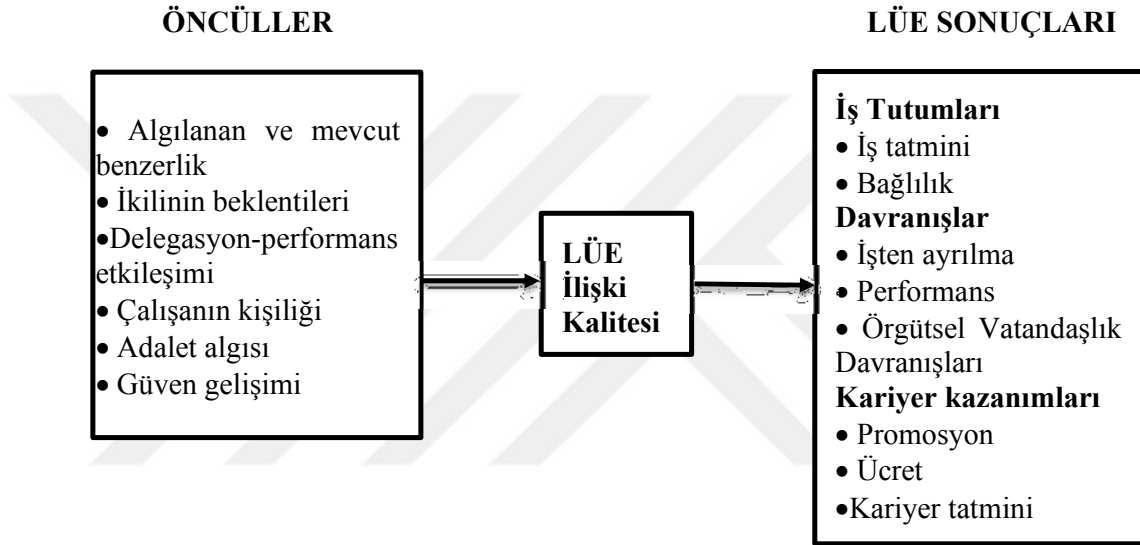 ÖNCÜLLER
• Algılanan ve mevcut
benzerlik
• İkilinin beklentileri
•Delegasyon-performans
etkileşimi
• Çalışanın kişiliği
• Adalet algısı
• Güven gelişimi
LÜE
İlişki
Kalitesi
LÜE SONUÇLARI
İş Tutumları
• İş tatmini
• Bağlılık
Davranışlar
• İşten ayrılma
• Performans
• Örgütsel Vatandaşlık
Davranışları
Kariyer kazanımları
• Promosyon
• Ücret
•Kariyer tatmini